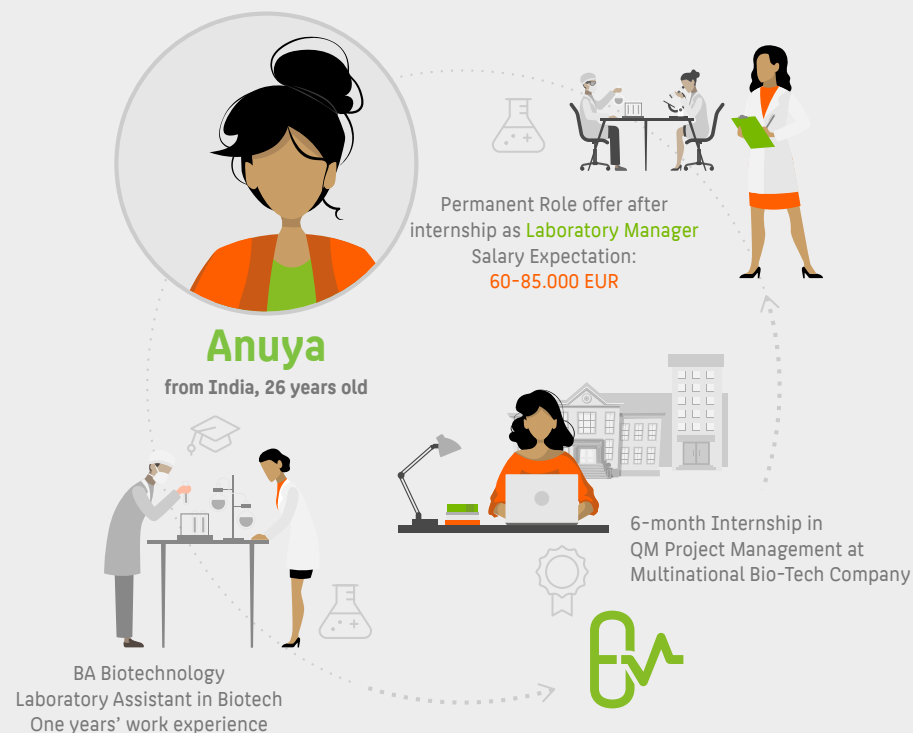 Anuya
from India, 26 years old
BA Biotechnology
Laboratory Assistant in Biotech
One years’ work experience
6-month Internship in
QM Project Management at
Multinational Bio-Tech Company
Permanent Role offer after
internship as Laboratory Manager
Salary Expectation:
60-85.000 EUR